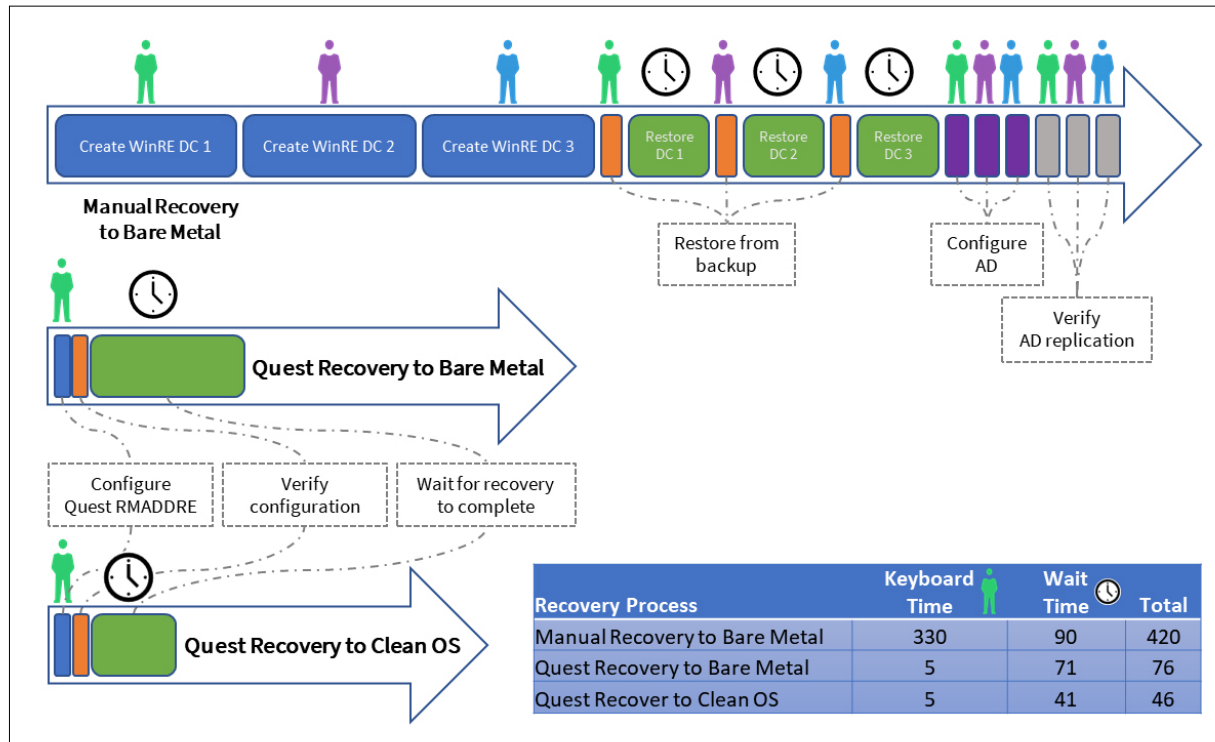 Create WinRE DC 1
Create WinRE DC 2
Create WinRE DC 3
Restore
DC 1
Restore
DC 2
Restore
DC 3
Manual Recovery
to Bare Metal
Restore from
backup
Configure
AD
Verify
AD replication
Quest Recovery to Bare Metal
Configure
Quest RMADDRE
Verify
configuration
Wait for recovery
to complete
Quest Recovery to Clean OS
Recovery Process Keyboard Time Wait Time Total
Manual Recovery to Bare Metal 330 90 420
Quest Recovery to Bare Metal 5 71 76
Quest Recover to Clean OS 5 41 46